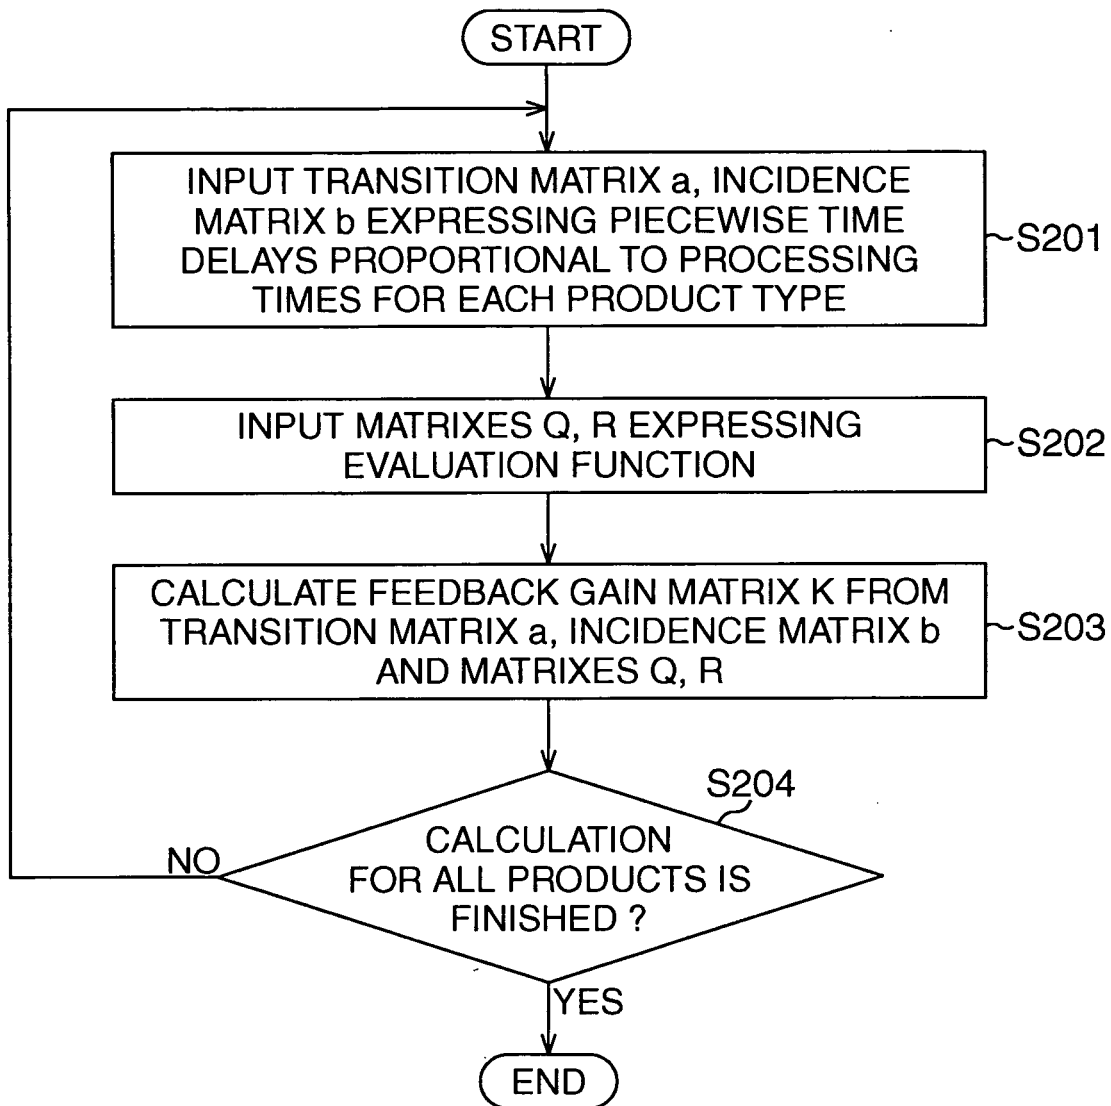 START
INPUT TRANSITION MATRIX a, INCIDENCE
MATRIX b EXPRESSING PIECEWISE TIME
DELAYS PROPORTIONAL TO PROCESSING
TIMES FOR EACH PRODUCT TYPE
S201
INPUT MATRIXES Q, R EXPRESSING
EVALUATION FUNCTION
S202
CALCULATE FEEDBACK GAIN MATRIX K FROM
TRANSITION MATRIX a, INCIDENCE MATRIX b
AND MATRIXES Q, R
S203
S204
CALCULATION
FOR ALL PRODUCTS IS
FINISHED ?
NO
YES
END